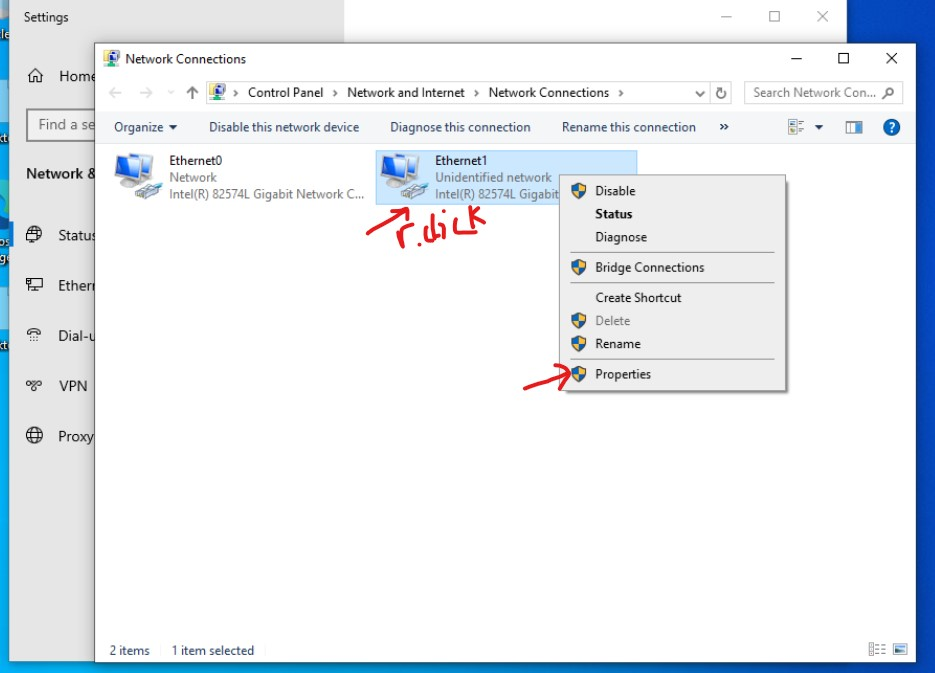 Settings
Network Connections
Home
Control Panel > Network and Internet > Network Connections >
Search Network Con...
Find a se
Organize
Disable this network device
Diagnose this connection
Rename this connection
»
?
Network &
Ethernet0
Network
Intel(R) 82574L Gigabit Network C...
Ethernet1
Unidentified network
Intel(R) 82574L Gigabit
r.click
Disable
Status
Diagnose
Bridge Connections
Create Shortcut
Delete
Rename
Properties
Status
Ether
Dial-u
VPN
Proxy
2 items
1 item selected